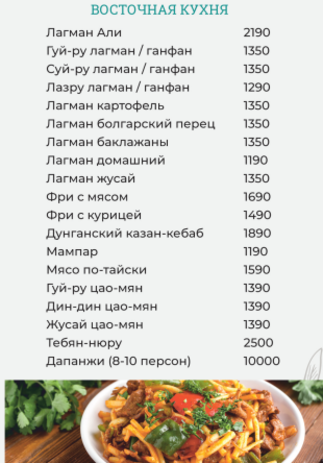 ВОСТОЧНАЯ КУХНЯ
Лагман Али 2190
Гуй-ру лагман / ганфан 1350
Суй-ру лагман / ганфан 1350
Лазру лагман / ганфан 1290
Лагман картофель 1350
Лагман болгарский перец 1350
Лагман баклажаны 1350
Лагман домашний 1190
Лагман жусай 1350
Фри с мясом 1690
Фри с курицей 1490
Дунганский казан-кебаб 1890
Мампар 1190
Мясо по-тайски 1590
Гуй-ру цао-мян 1390
Дин-дин цао-мян 1390
Жусай цао-мян 1390
Тебян-нюру 2500
Дапанжи (8-10 персон) 10000